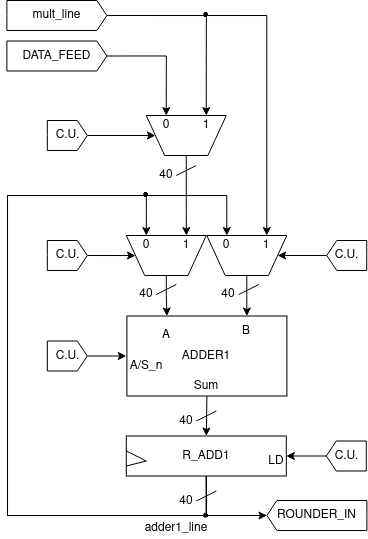 mult_line
DATA_FEED
0 1
C.U.
40
0 1 0 1
C.U. C.U.
40 40
A B
ADDER1
C.U.
A/S_n
Sum
40
R_ADD1
LD
C.U.
40
ROUNDER_IN
adder1_line